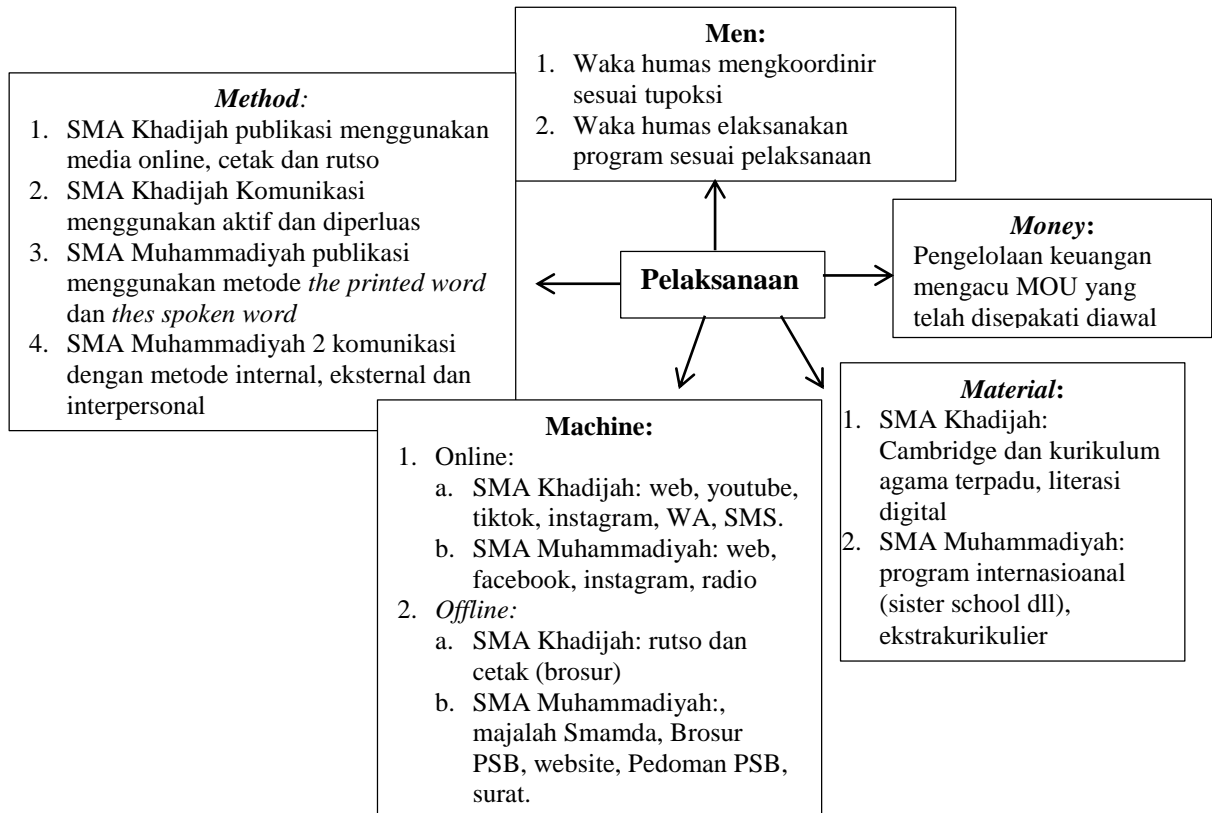 Men:
1. Waka humas mengkoordinir
sesuai tupoksi
2. Waka humas elaksanakan
program sesuai pelaksanaan
Method:
1. SMA Khadijah publikasi menggunakan
media online, cetak dan rutso
2. SMA Khadijah Komunikasi
menggunakan aktif dan diperluas
3. SMA Muhammadiyah publikasi
menggunakan metode the printed word
dan thes spoken word
4. SMA Muhammadiyah 2 komunikasi
dengan metode internal, eksternal dan
interpersonal
Pelaksanaan
Money:
Pengelolaan keuangan
mengacu MOU yang
telah disepakati diawal
Material:
1. SMA Khadijah:
Cambridge dan kurikulum
agama terpadu, literasi
digital
2. SMA Muhammadiyah:
program internasioanal
(sister school dll),
ekstrakurikulier
Machine:
1. Online:
a. SMA Khadijah: web, youtube,
tiktok, instagram, WA, SMS.
b. SMA Muhammadiyah: web,
facebook, instagram, radio
2. Offline:
a. SMA Khadijah: rutso dan
cetak (brosur)
b. SMA Muhammadiyah:,
majalah Smamda, Brosur
PSB, website, Pedoman PSB,
surat.